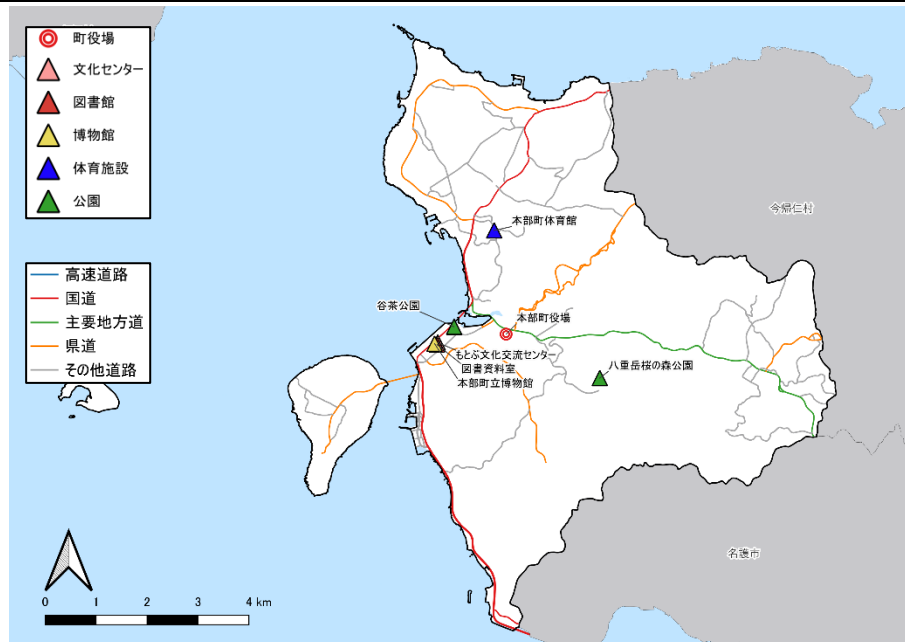 町役場
文化センター
図書館
博物館
体育施設
公園
高速道路
国道
主要地方道
県道
その他道路
今帰仁村
本部町体育館
谷茶公園
本部町役場
もとぶ文化交流センター
図書資料室
本部町立博物館
八重岳桜の森公園
名護市
0 1 2 3 4 km